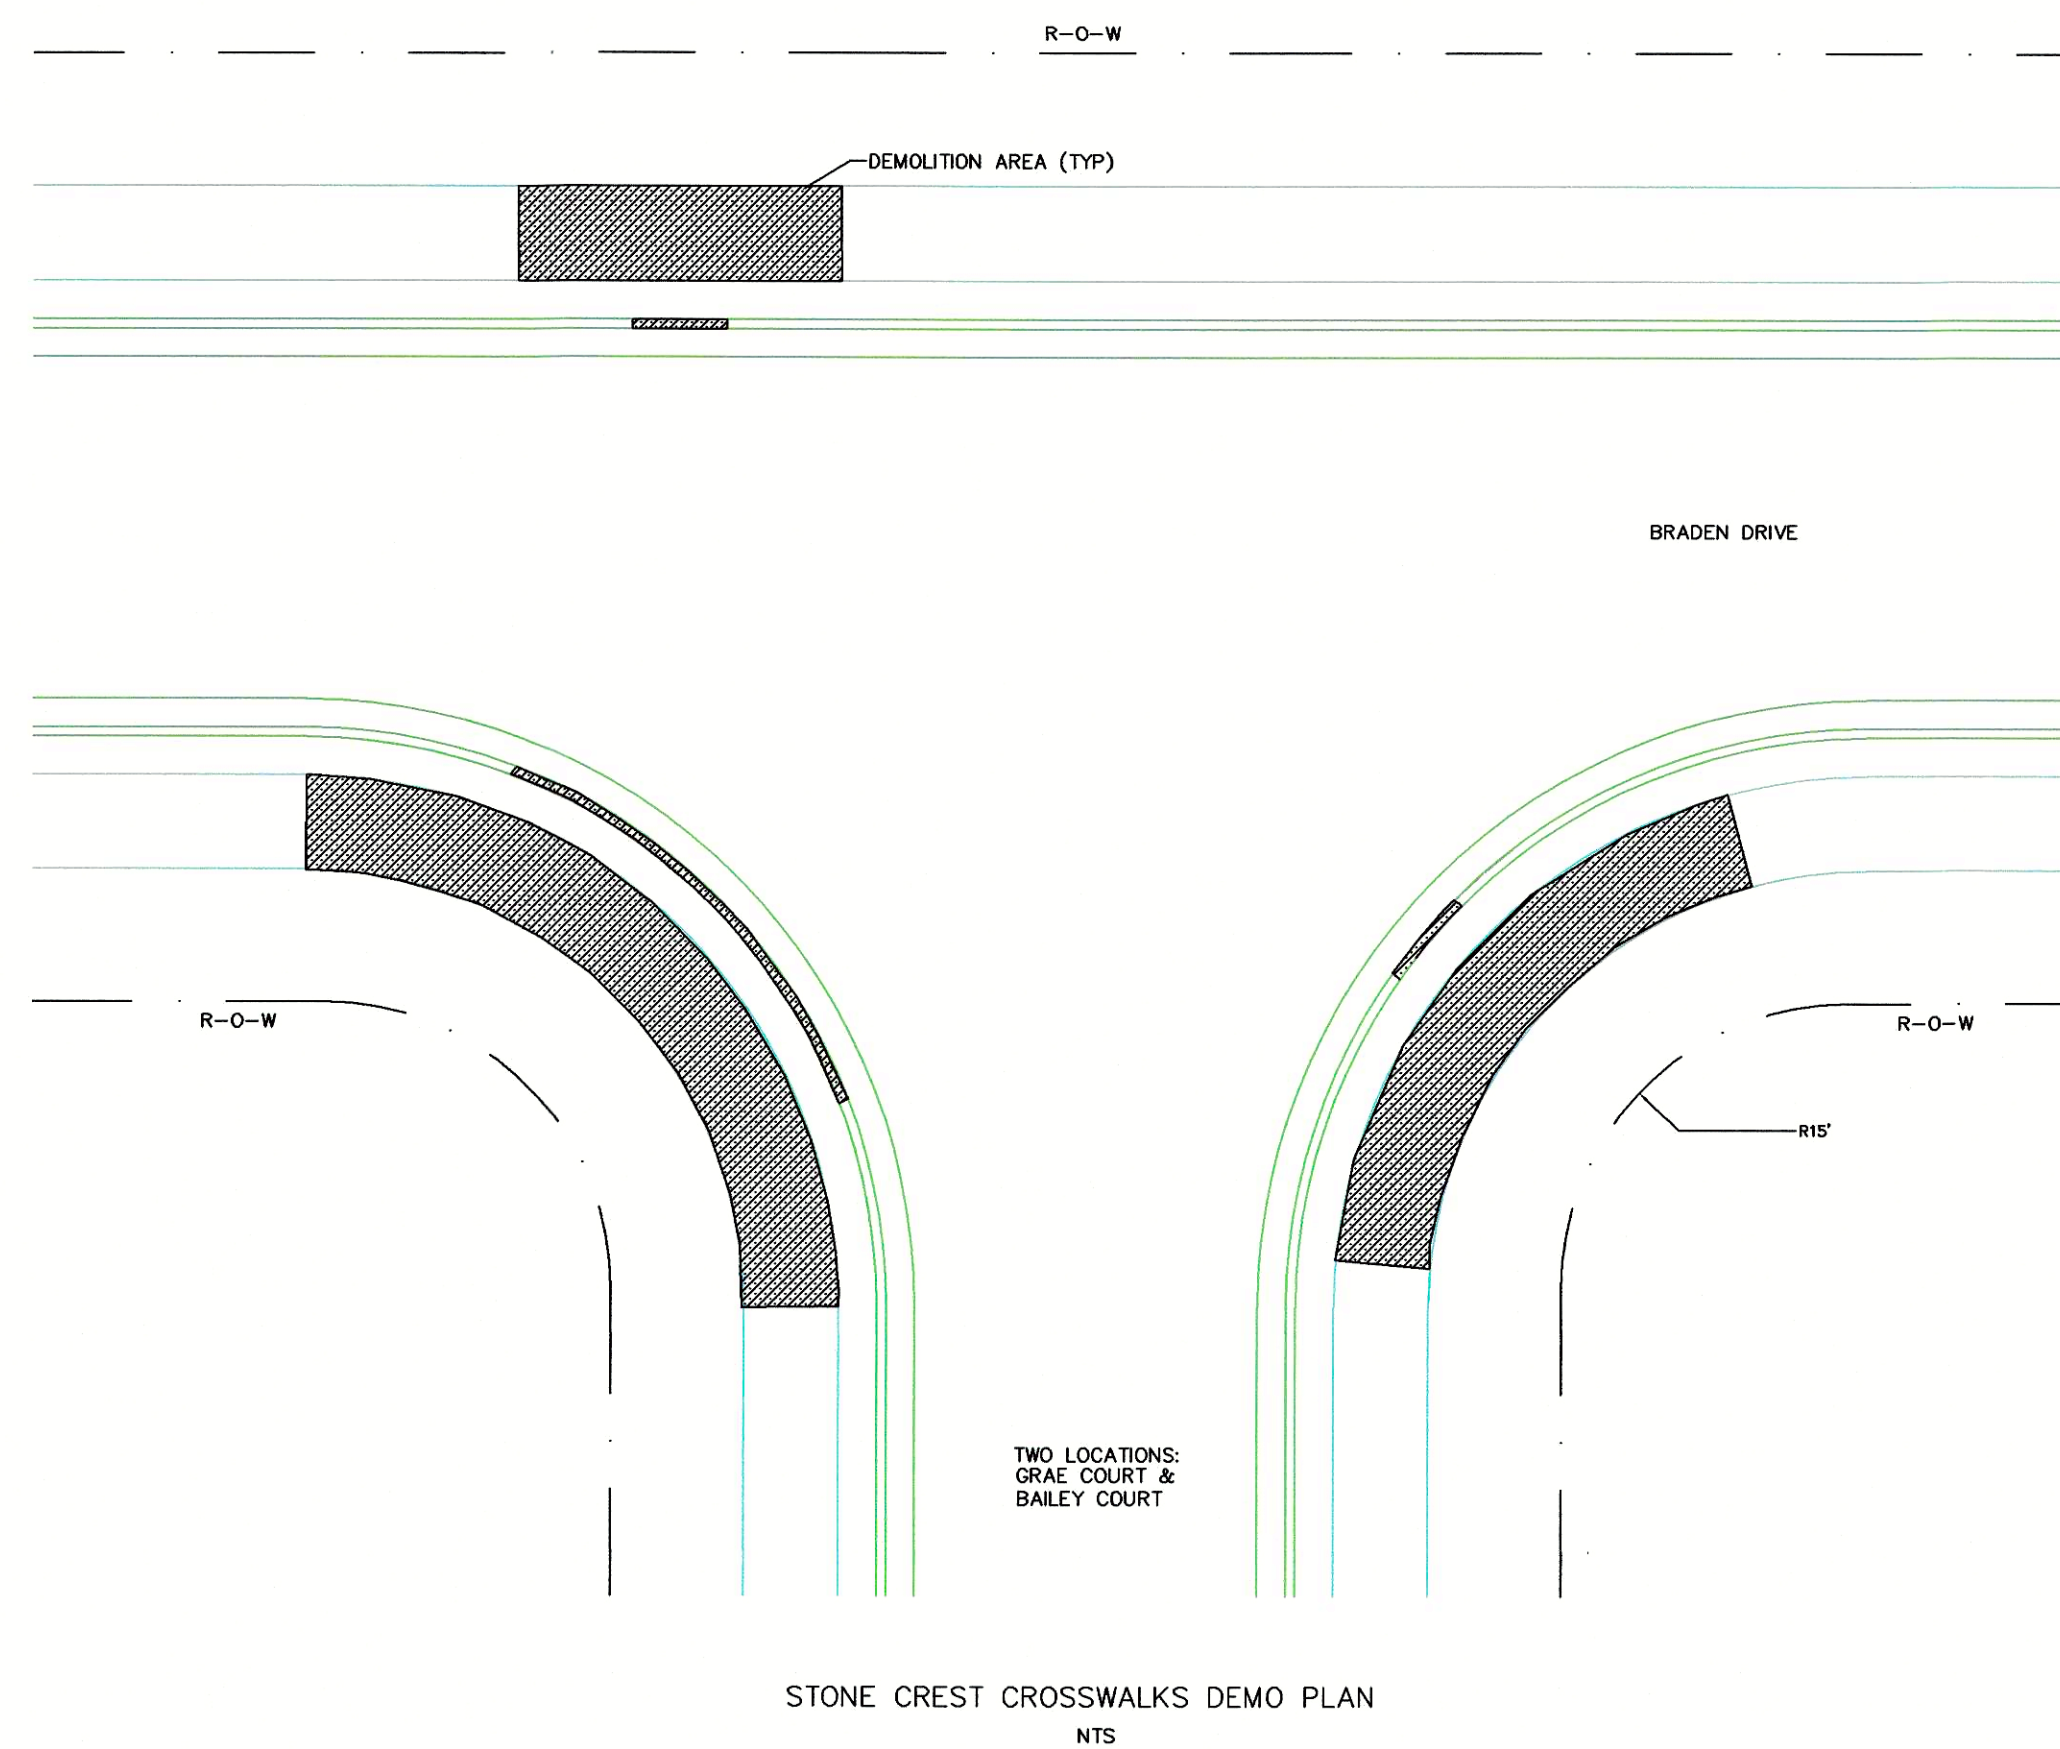 R-O-W
DEMOLITION AREA (TYP)
BRADEN DRIVE
R-O-W
R-O-W
R15'
TWO LOCATIONS:
GRAE COURT &
BAILEY COURT
STONE CREST CROSSWALKS DEMO PLAN
NTS